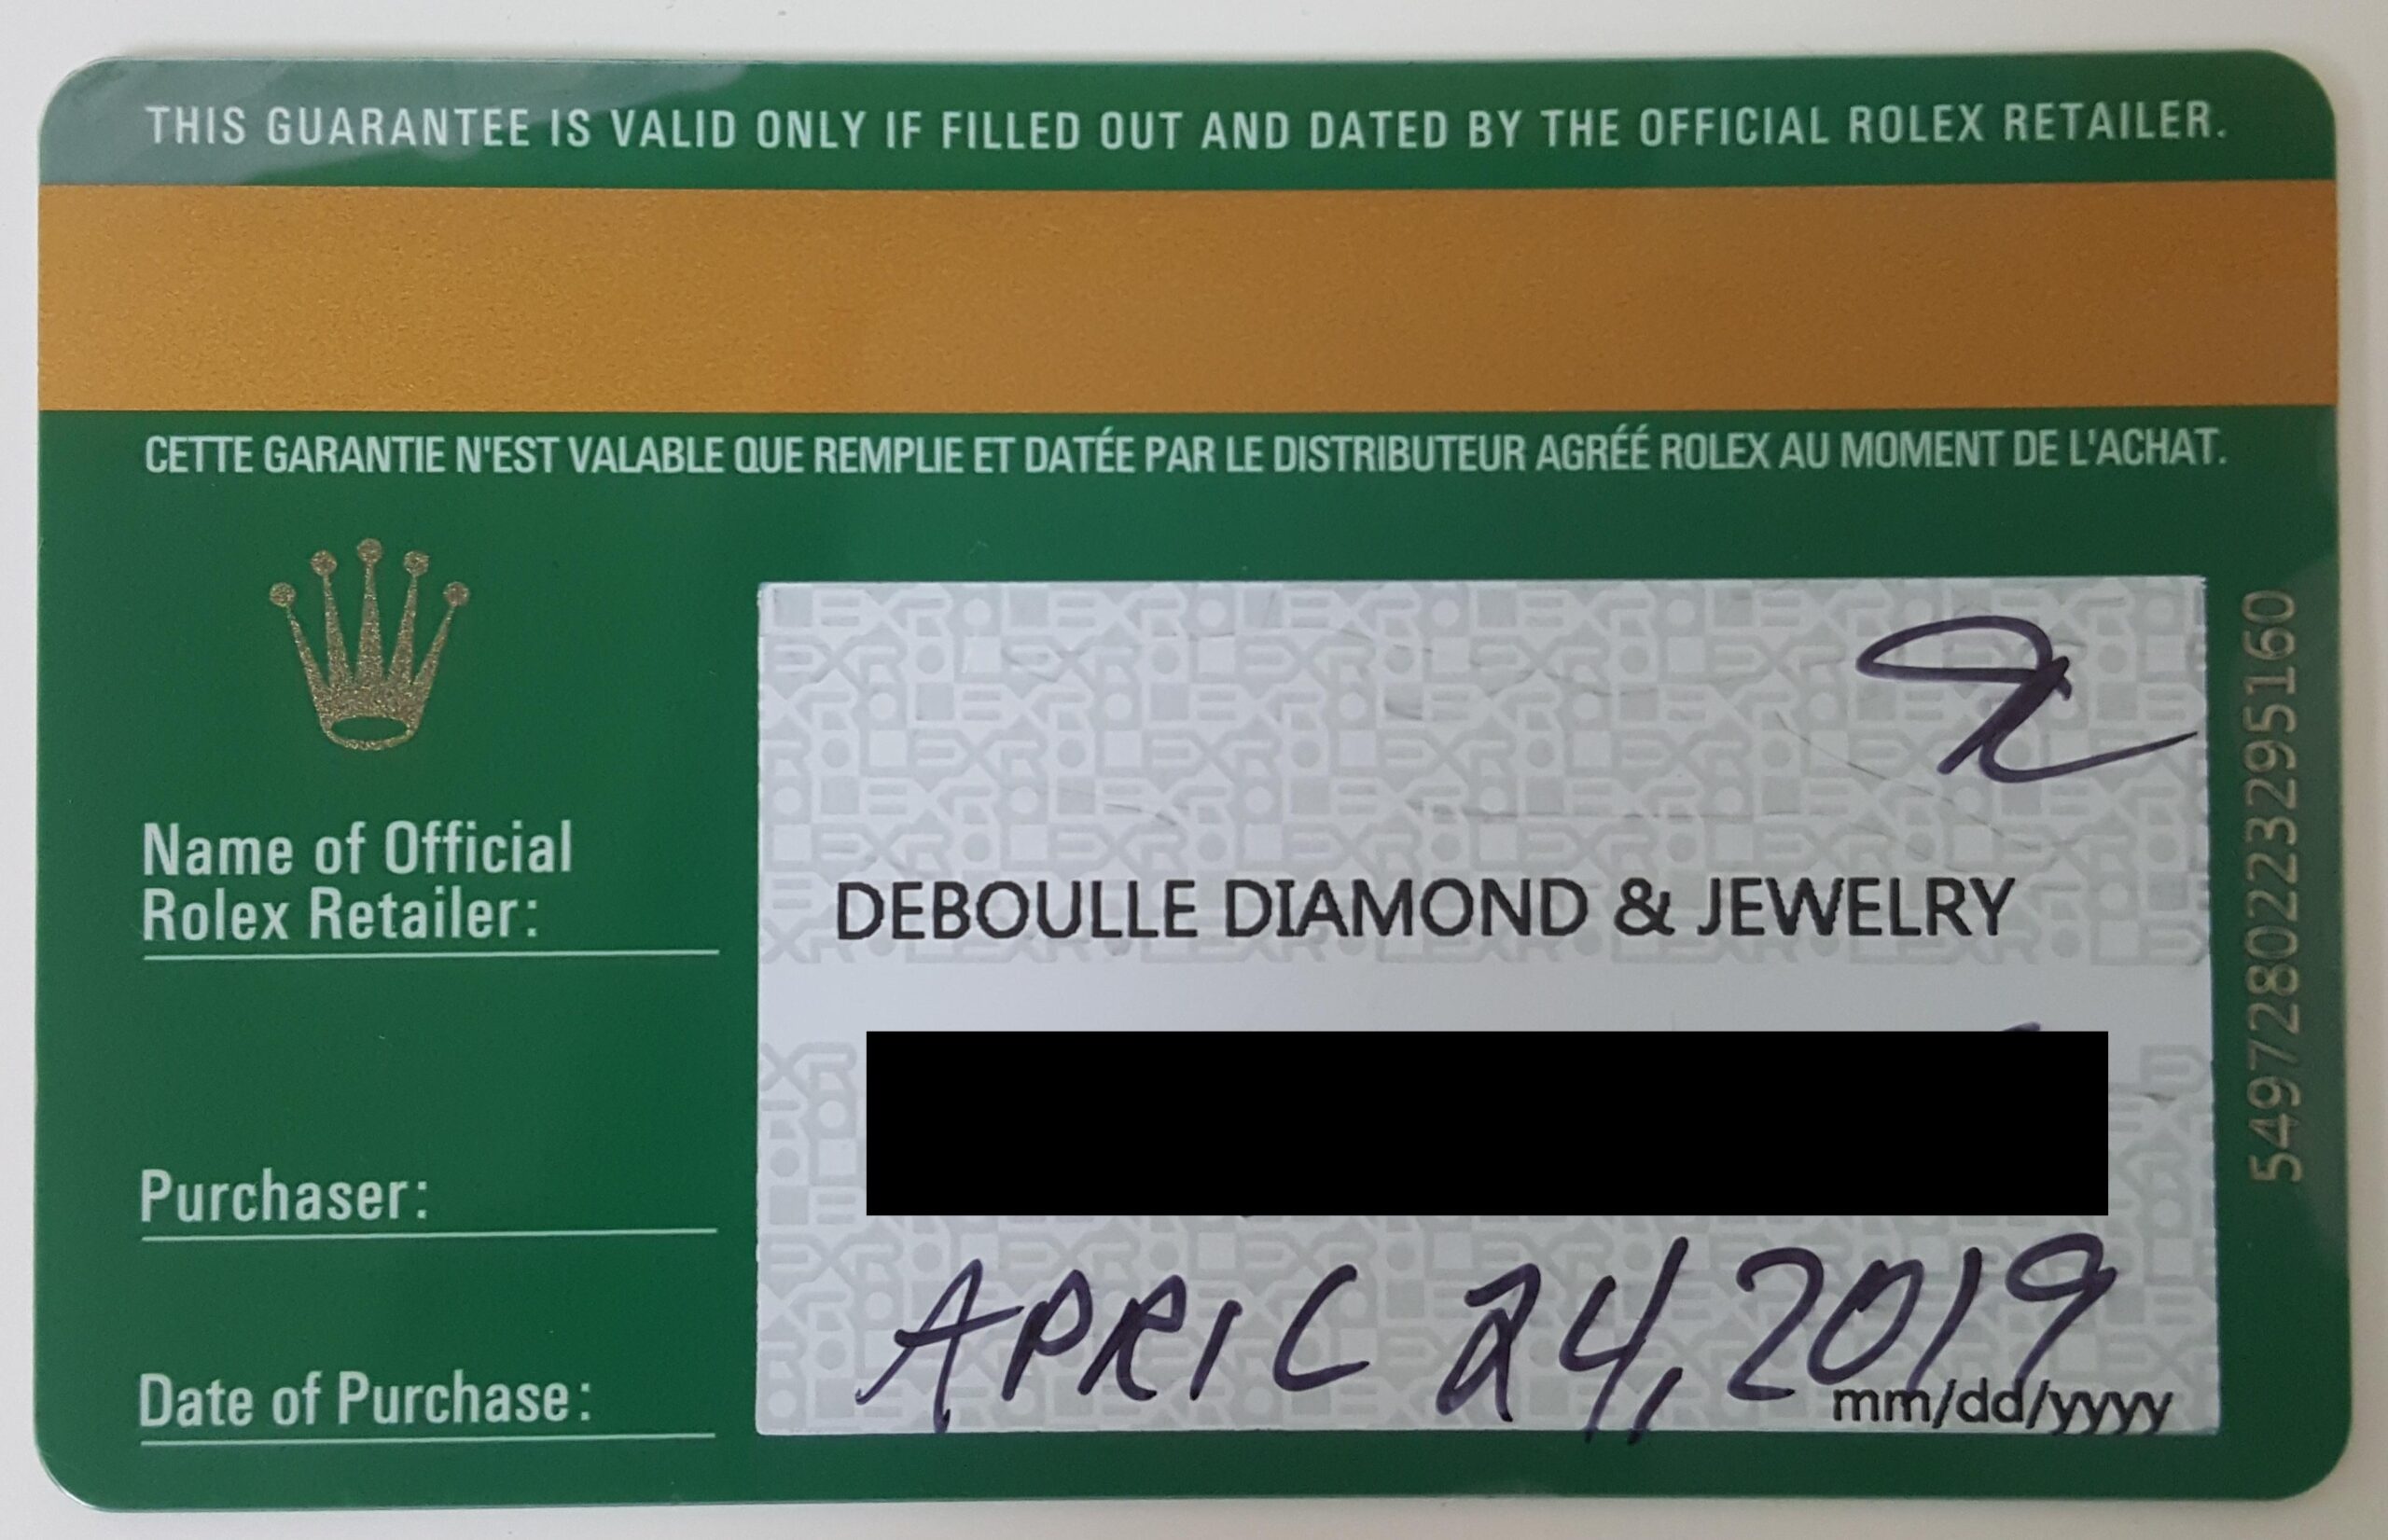 THIS GUARANTEE IS VALID ONLY IF FILLED OUT AND DATED BY THE OFFICIAL ROLEX RETAILER.
CETTE GARANTIE N'EST VALABLE QUE REMPLIE ET DATÉE PAR LE DISTRIBUTEUR AGRÉÉ ROLEX AU MOMENT DE L'ACHAT.
Name of Official
Rolex Retailer:
DEBOULLE DIAMOND & JEWELRY
Purchaser:
Date of Purchase:
APRIL 24, 2019
mm/dd/yyyy
5497280223295160